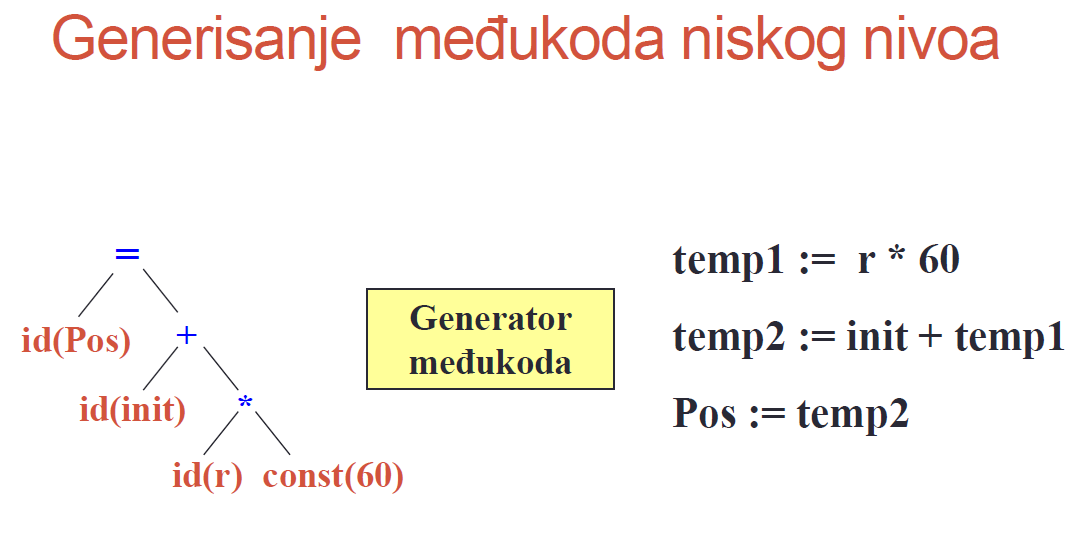 Generisanje međukoda niskog nivoa
=
id(Pos) +
id(init) *
id(r) const(60)
Generator
međukoda
temp1 := r * 60
temp2 := init + temp1
Pos := temp2